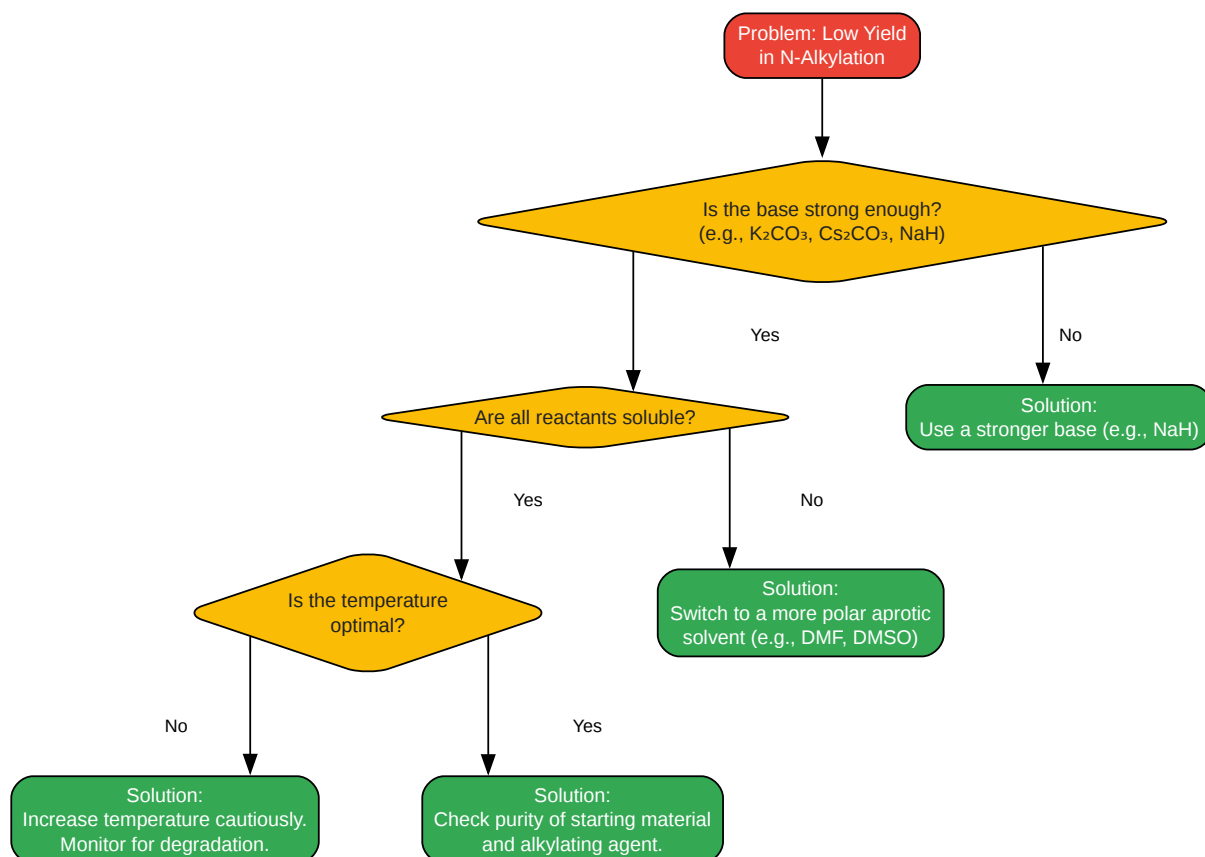 Problem: Low Yield
in N-Alkylation
Is the base strong enough?
(e.g., K₂CO₃, Cs₂CO₃, NaH)
Yes
No
Solution:
Use a stronger base (e.g., NaH)
Are all reactants soluble?
Yes
No
Solution:
Switch to a more polar aprotic
solvent (e.g., DMF, DMSO)
Is the temperature
optimal?
No
Yes
Solution:
Increase temperature cautiously.
Monitor for degradation.
Solution:
Check purity of starting material
and alkylating agent.